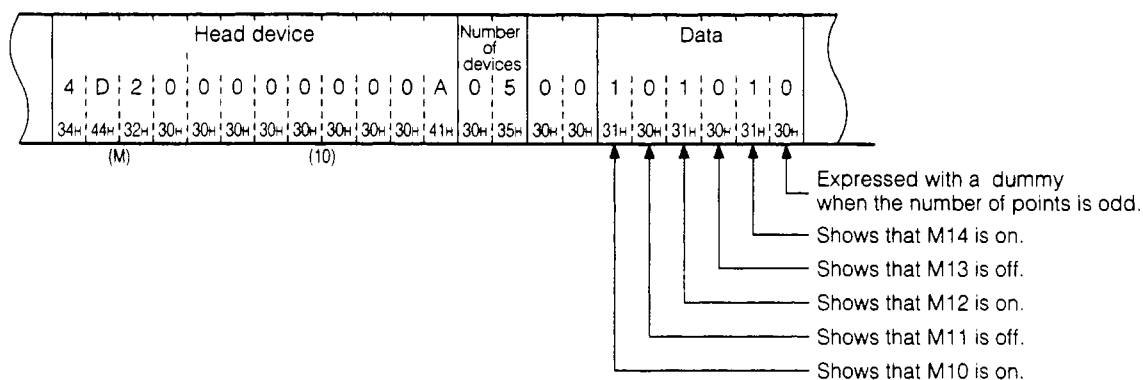 Head device
Number
of
devices
Data
4 D 2 0 0 0 0 0 0 0 0 A 0 5 0 0 1 0 1 0 1 0
34H 44H 32H 30H 30H 30H 30H 30H 30H 30H 30H 41H 30H 35H 30H 30H 31H 30H 31H 30H 31H 30H
(M) (10)
Expressed with a dummy
when the number of points is odd.
Shows that M14 is on.
Shows that M13 is off.
Shows that M12 is on.
Shows that M11 is off.
Shows that M10 is on.